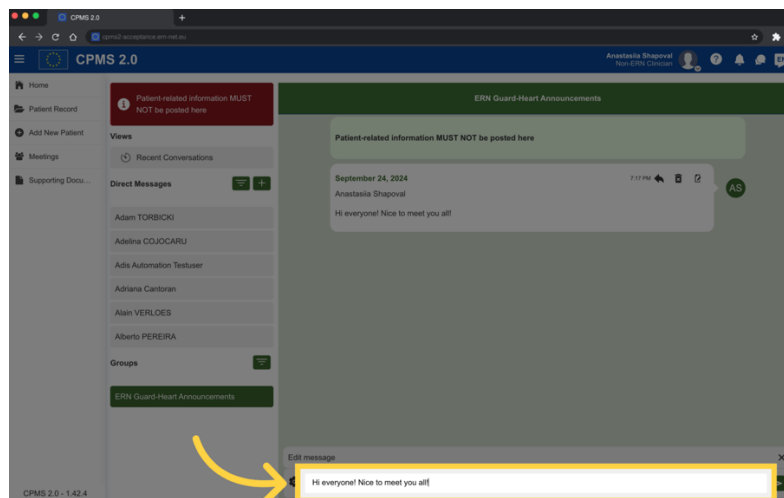 CPMS 2.0
cpms2-acceptance.ern-net.eu
CPMS 2.0
Anastasiia Shapoval
Non-ERN Clinician
Home
Patient Record
Add New Patient
Meetings
Supporting Docu...
Patient-related information MUST
NOT be posted here
Views
Recent Conversations
Direct Messages
Adam TORBICKI
Adelina COJOCARU
Adis Automation Testuser
Adriana Cantoran
Alain VERLOES
Alberto PEREIRA
Groups
ERN Guard-Heart Announcements
ERN Guard-Heart Announcements
Patient-related information MUST NOT be posted here
September 24, 2024
7:17 PM
Anastasiia Shapoval
Hi everyone! Nice to meet you all!
AS
Edit message
Hi everyone! Nice to meet you all!
CPMS 2.0 - 1.42.4